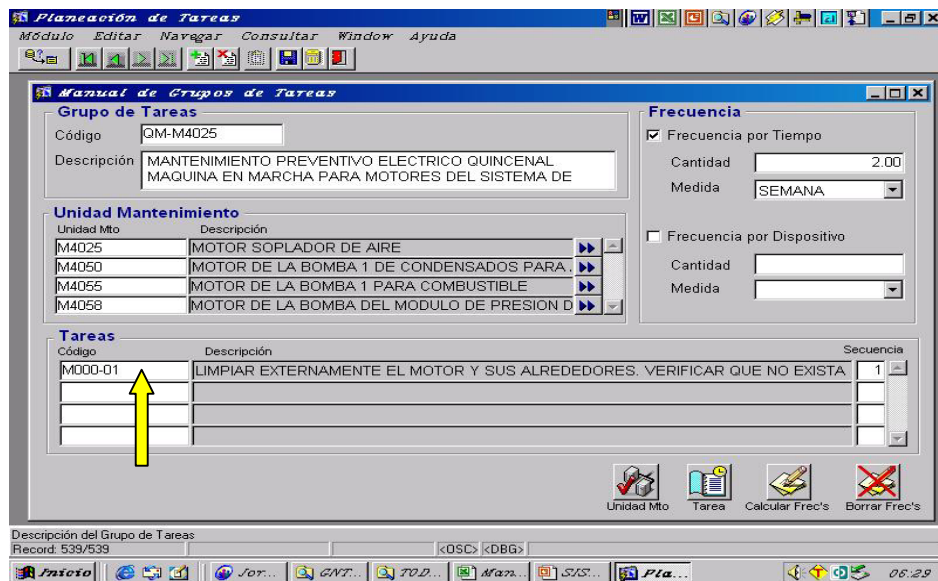 Planeación de Tareas
Módulo Editar Navegar Consultar Window Ayuda
Manual de Grupos de Tareas
Grupo de Tareas
Código QM-M4025
Descripción MANTENIMIENTO PREVENTIVO ELECTRICO QUINCENAL
MAQUINA EN MARCHA PARA MOTORES DEL SISTEMA DE
Frecuencia
Frecuencia por Tiempo
Cantidad 2.00
Medida SEMANA
Frecuencia por Dispositivo
Cantidad
Medida
Unidad Mantenimiento
Unidad Mto Descripción
M4025 MOTOR SOPLADOR DE AIRE
M4050 MOTOR DE LA BOMBA 1 DE CONDENSADOS PARA
M4055 MOTOR DE LA BOMBA 1 PARA COMBUSTIBLE
M4058 MOTOR DE LA BOMBA DEL MODULO DE PRESION D
Tareas
Código Descripción Secuencia
M000-01 LIMPIAR EXTERNAMENTE EL MOTOR Y SUS ALREDEDORES. VERIFICAR QUE NO EXISTA 1
Unidad Mto Tarea Calcular Frec's Borrar Frec's
Descripción del Grupo de Tareas
Record: 539/539 <OSC> <DBG>
Inicio Jor... GNT... TOD... Man... SIS... Pla... 06:29